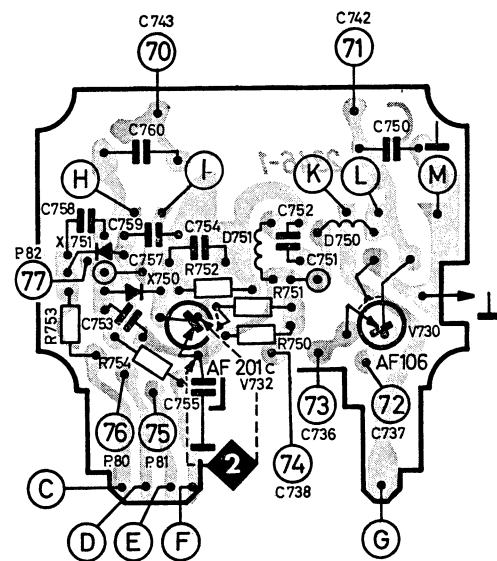 C743
C742
70
71
C760
C750
H
I
K
L
M
C758
C759
C754
D751
C752
D750
P82
X751
C757
C751
77
X750
R752
R751
R753
C753
R750
V730
R754
AF 201c
AF106
C755
V732
76
75
73
72
P.80
P.81
2
74
C736
C737
C738
C
D
E
F
G